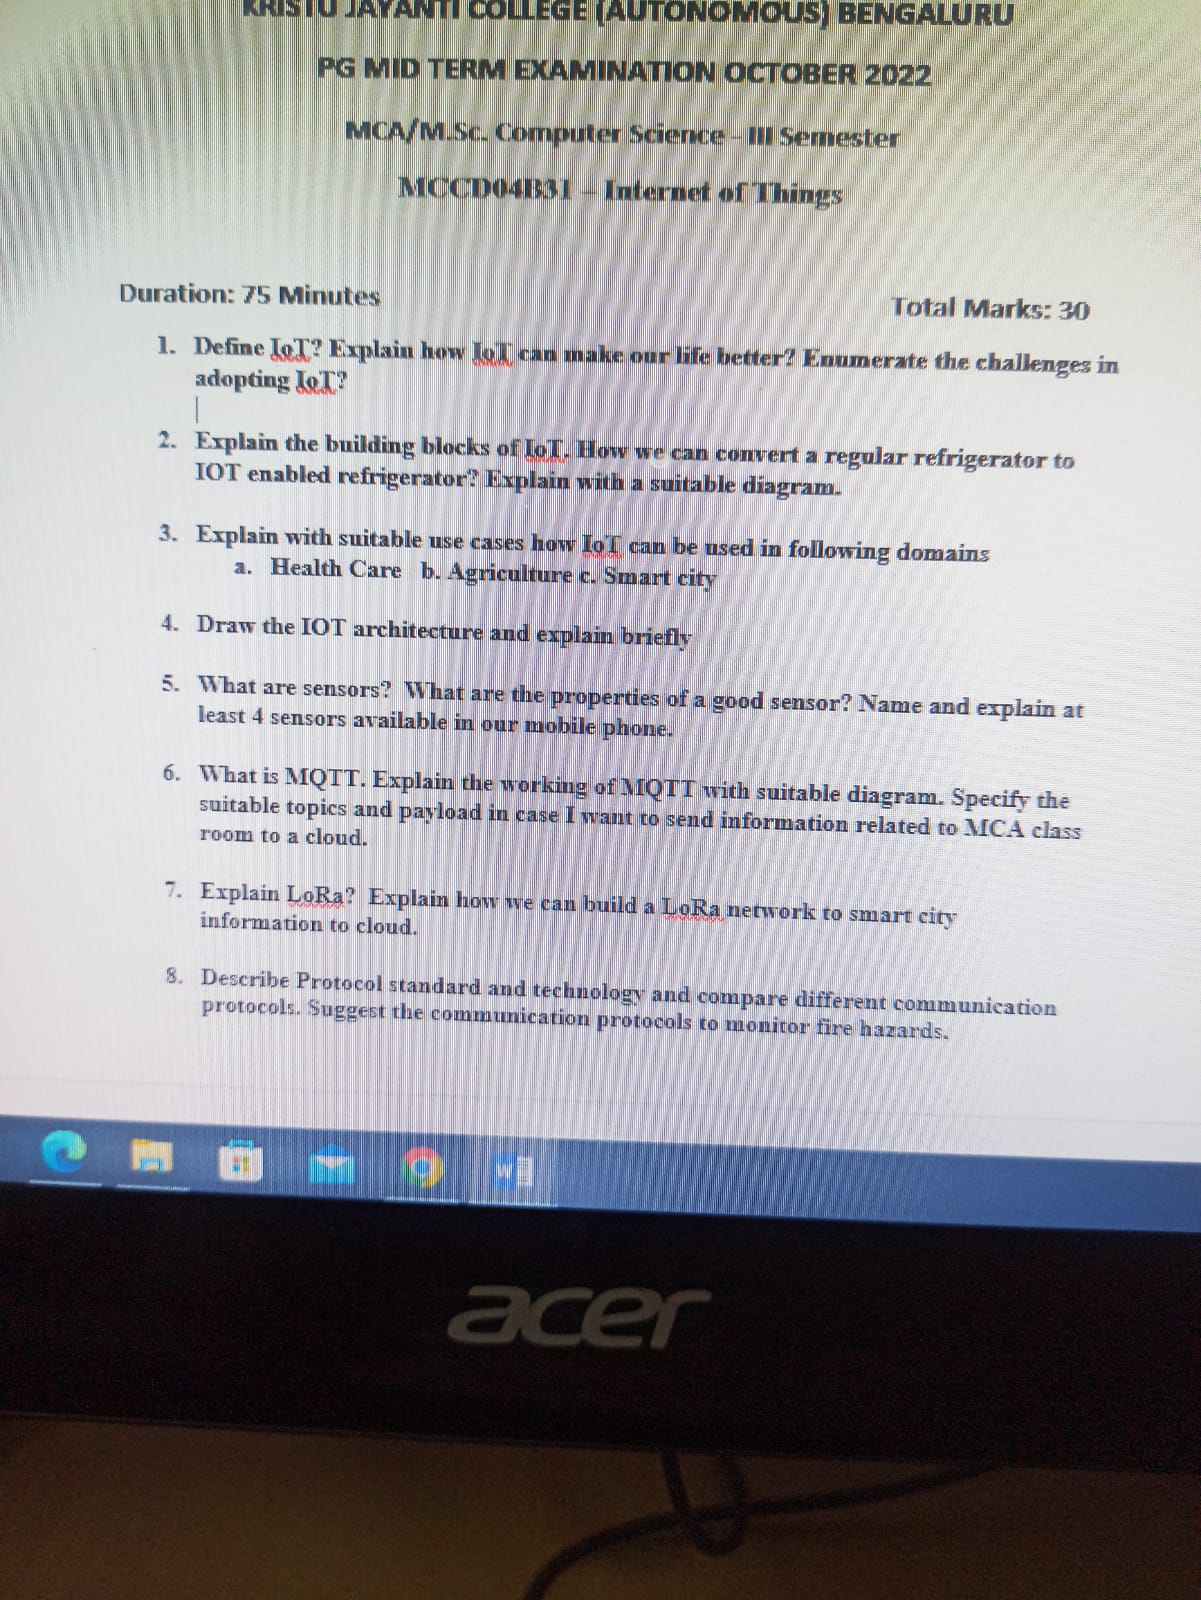 KRISTU JAYANTI COLLEGE (AUTONOMOUS) BENGALURU
PG MID TERM EXAMINATION OCTOBER 2022
MCA/M.Sc. Computer Science – III Semester
MCCD04B31 – Internet of Things
Duration: 75 Minutes
Total Marks: 30
1. Define IoT? Explain how IoT can make our life better? Enumerate the challenges in
adopting IoT?
2. Explain the building blocks of IoT. How we can convert a regular refrigerator to
IOT enabled refrigerator? Explain with a suitable diagram.
3. Explain with suitable use cases how IoT can be used in following domains
a. Health Care b. Agriculture c. Smart city
4. Draw the IOT architecture and explain briefly
5. What are sensors? What are the properties of a good sensor? Name and explain at
least 4 sensors available in our mobile phone.
6. What is MQTT. Explain the working of MQTT with suitable diagram. Specify the
suitable topics and payload in case I want to send information related to MCA class
room to a cloud.
7. Explain LoRa? Explain how we can build a LoRa network to smart city
information to cloud.
8. Describe Protocol standard and technology and compare different communication
protocols. Suggest the communication protocols to monitor fire hazards.
W
acer